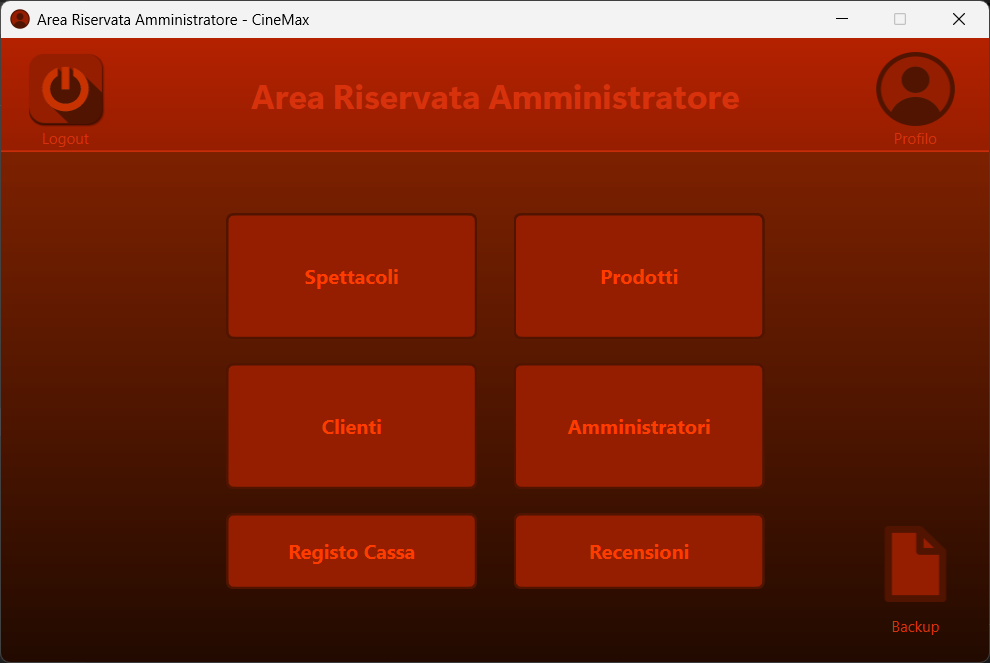 Area Riservata Amministratore - CineMax
Area Riservata Amministratore
Logout
Profilo
Spettacoli
Prodotti
Clienti
Amministratori
Registo Cassa
Recensioni
Backup